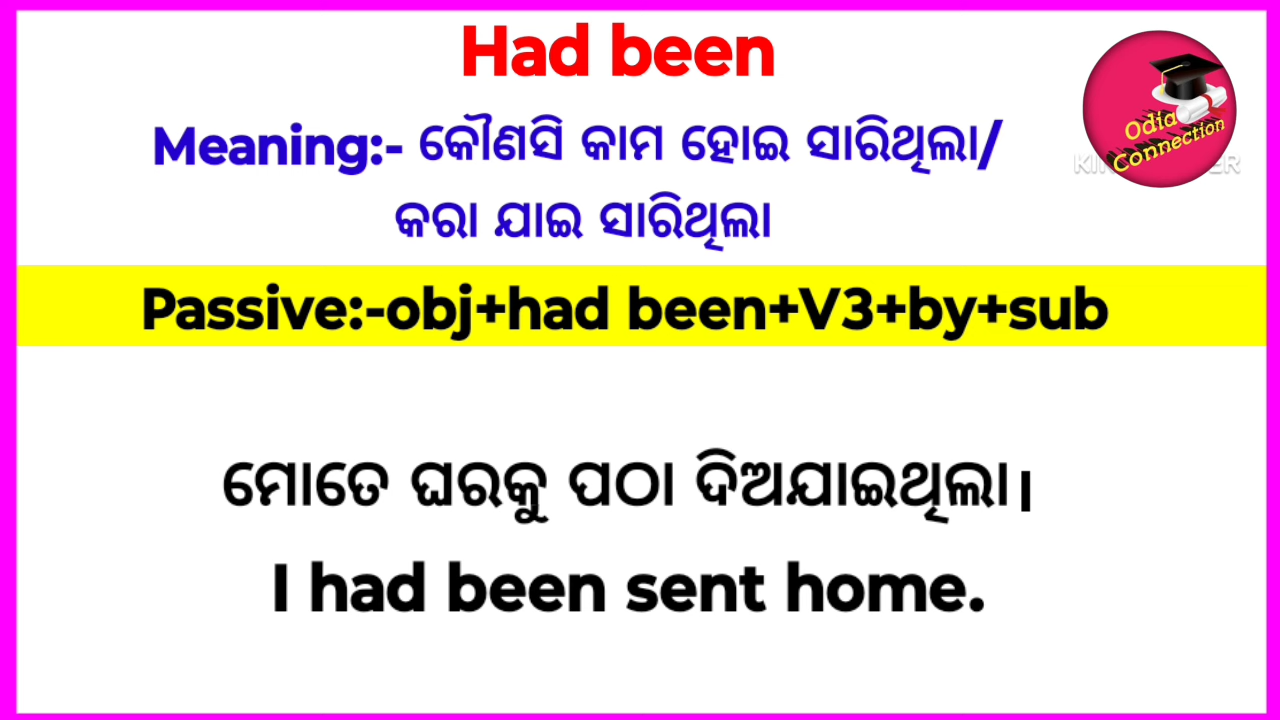 Had been
Meaning:- କୌଣସି କାମ ହୋଇ ସାରିଥିଲା/
କରା ଯାଇ ସାରିଥିଲା
Passive:-obj+had been+V3+by+sub
ମୋତେ ଘରକୁ ପଠା ଦିଅଯାଇଥିଲା।
I had been sent home.
Odia
Connection